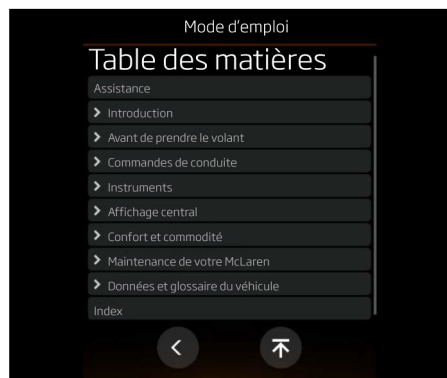 Mode d'emploi
Table des matières
Assistance
Introduction
Avant de prendre le volant
Commandes de conduite
Instruments
Affichage central
Confort et commodité
Maintenance de votre McLaren
Données et glossaire du véhicule
Index